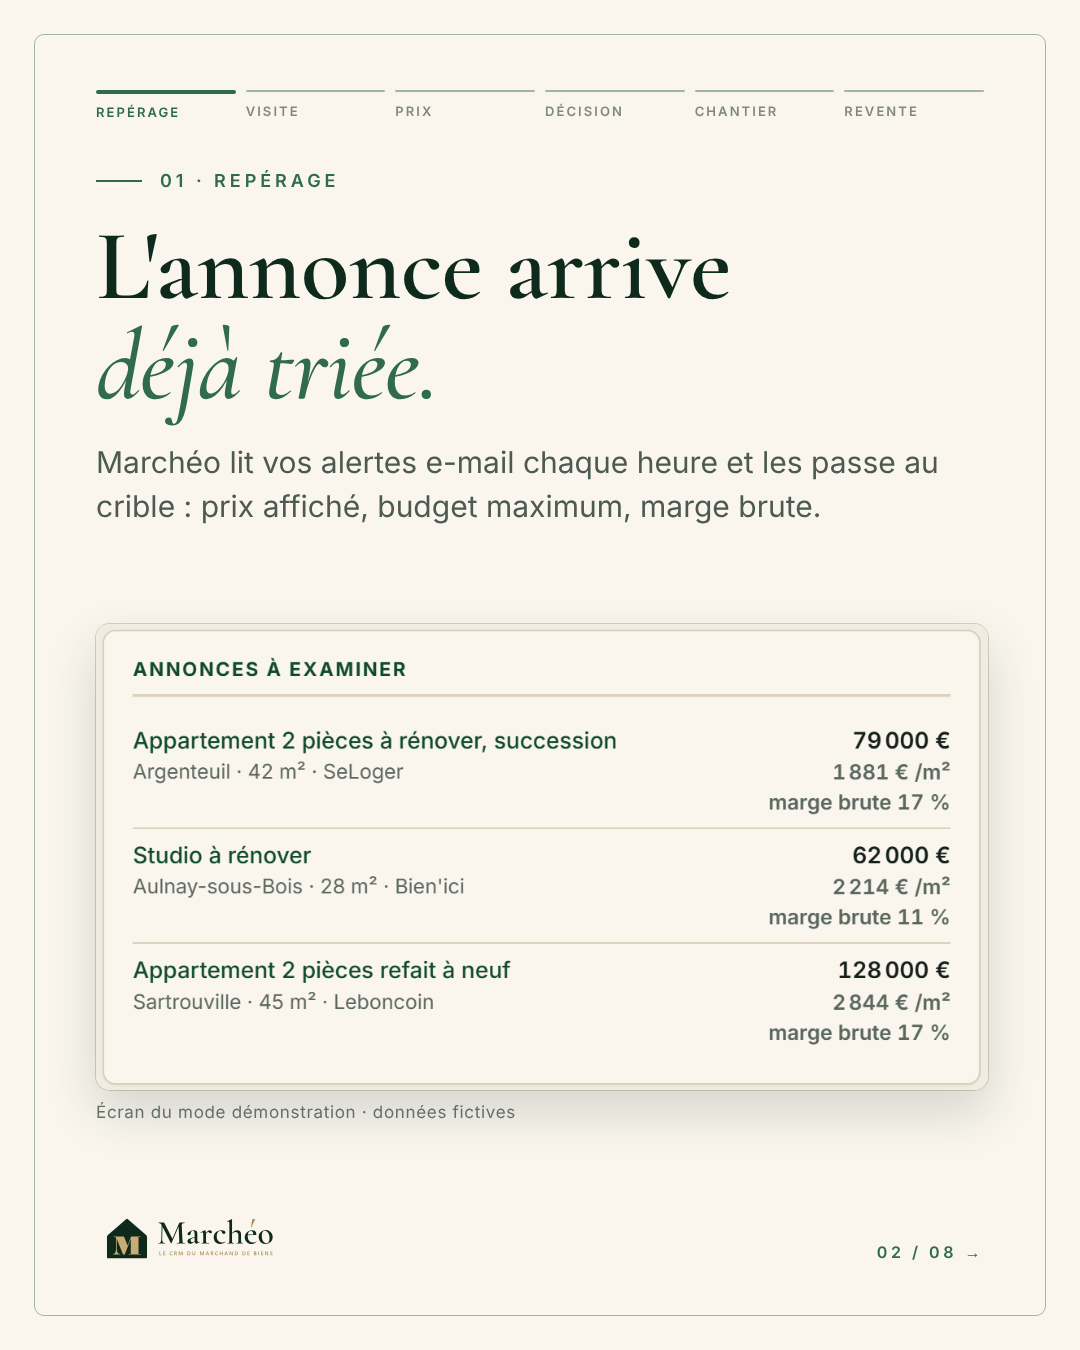 REPÉRAGE
VISITE
PRIX
DÉCISION
CHANTIER
REVENTE
01 · REPÉRAGE
L'annonce arrive
déjà triée.
Marchéo lit vos alertes e-mail chaque heure et les passe au
crible : prix affiché, budget maximum, marge brute.
ANNONCES À EXAMINER
Appartement 2 pièces à rénover, succession
79 000 €
Argenteuil · 42 m² · SeLoger
1 881 € /m²
marge brute 17 %
Studio à rénover
62 000 €
Aulnay-sous-Bois · 28 m² · Bien'ici
2 214 € /m²
marge brute 11 %
Appartement 2 pièces refait à neuf
128 000 €
Sartrouville · 45 m² · Leboncoin
2 844 € /m²
marge brute 17 %
Écran du mode démonstration · données fictives
M
Marchéo
LE CRM DU MARCHAND DE BIENS
02 / 08 →